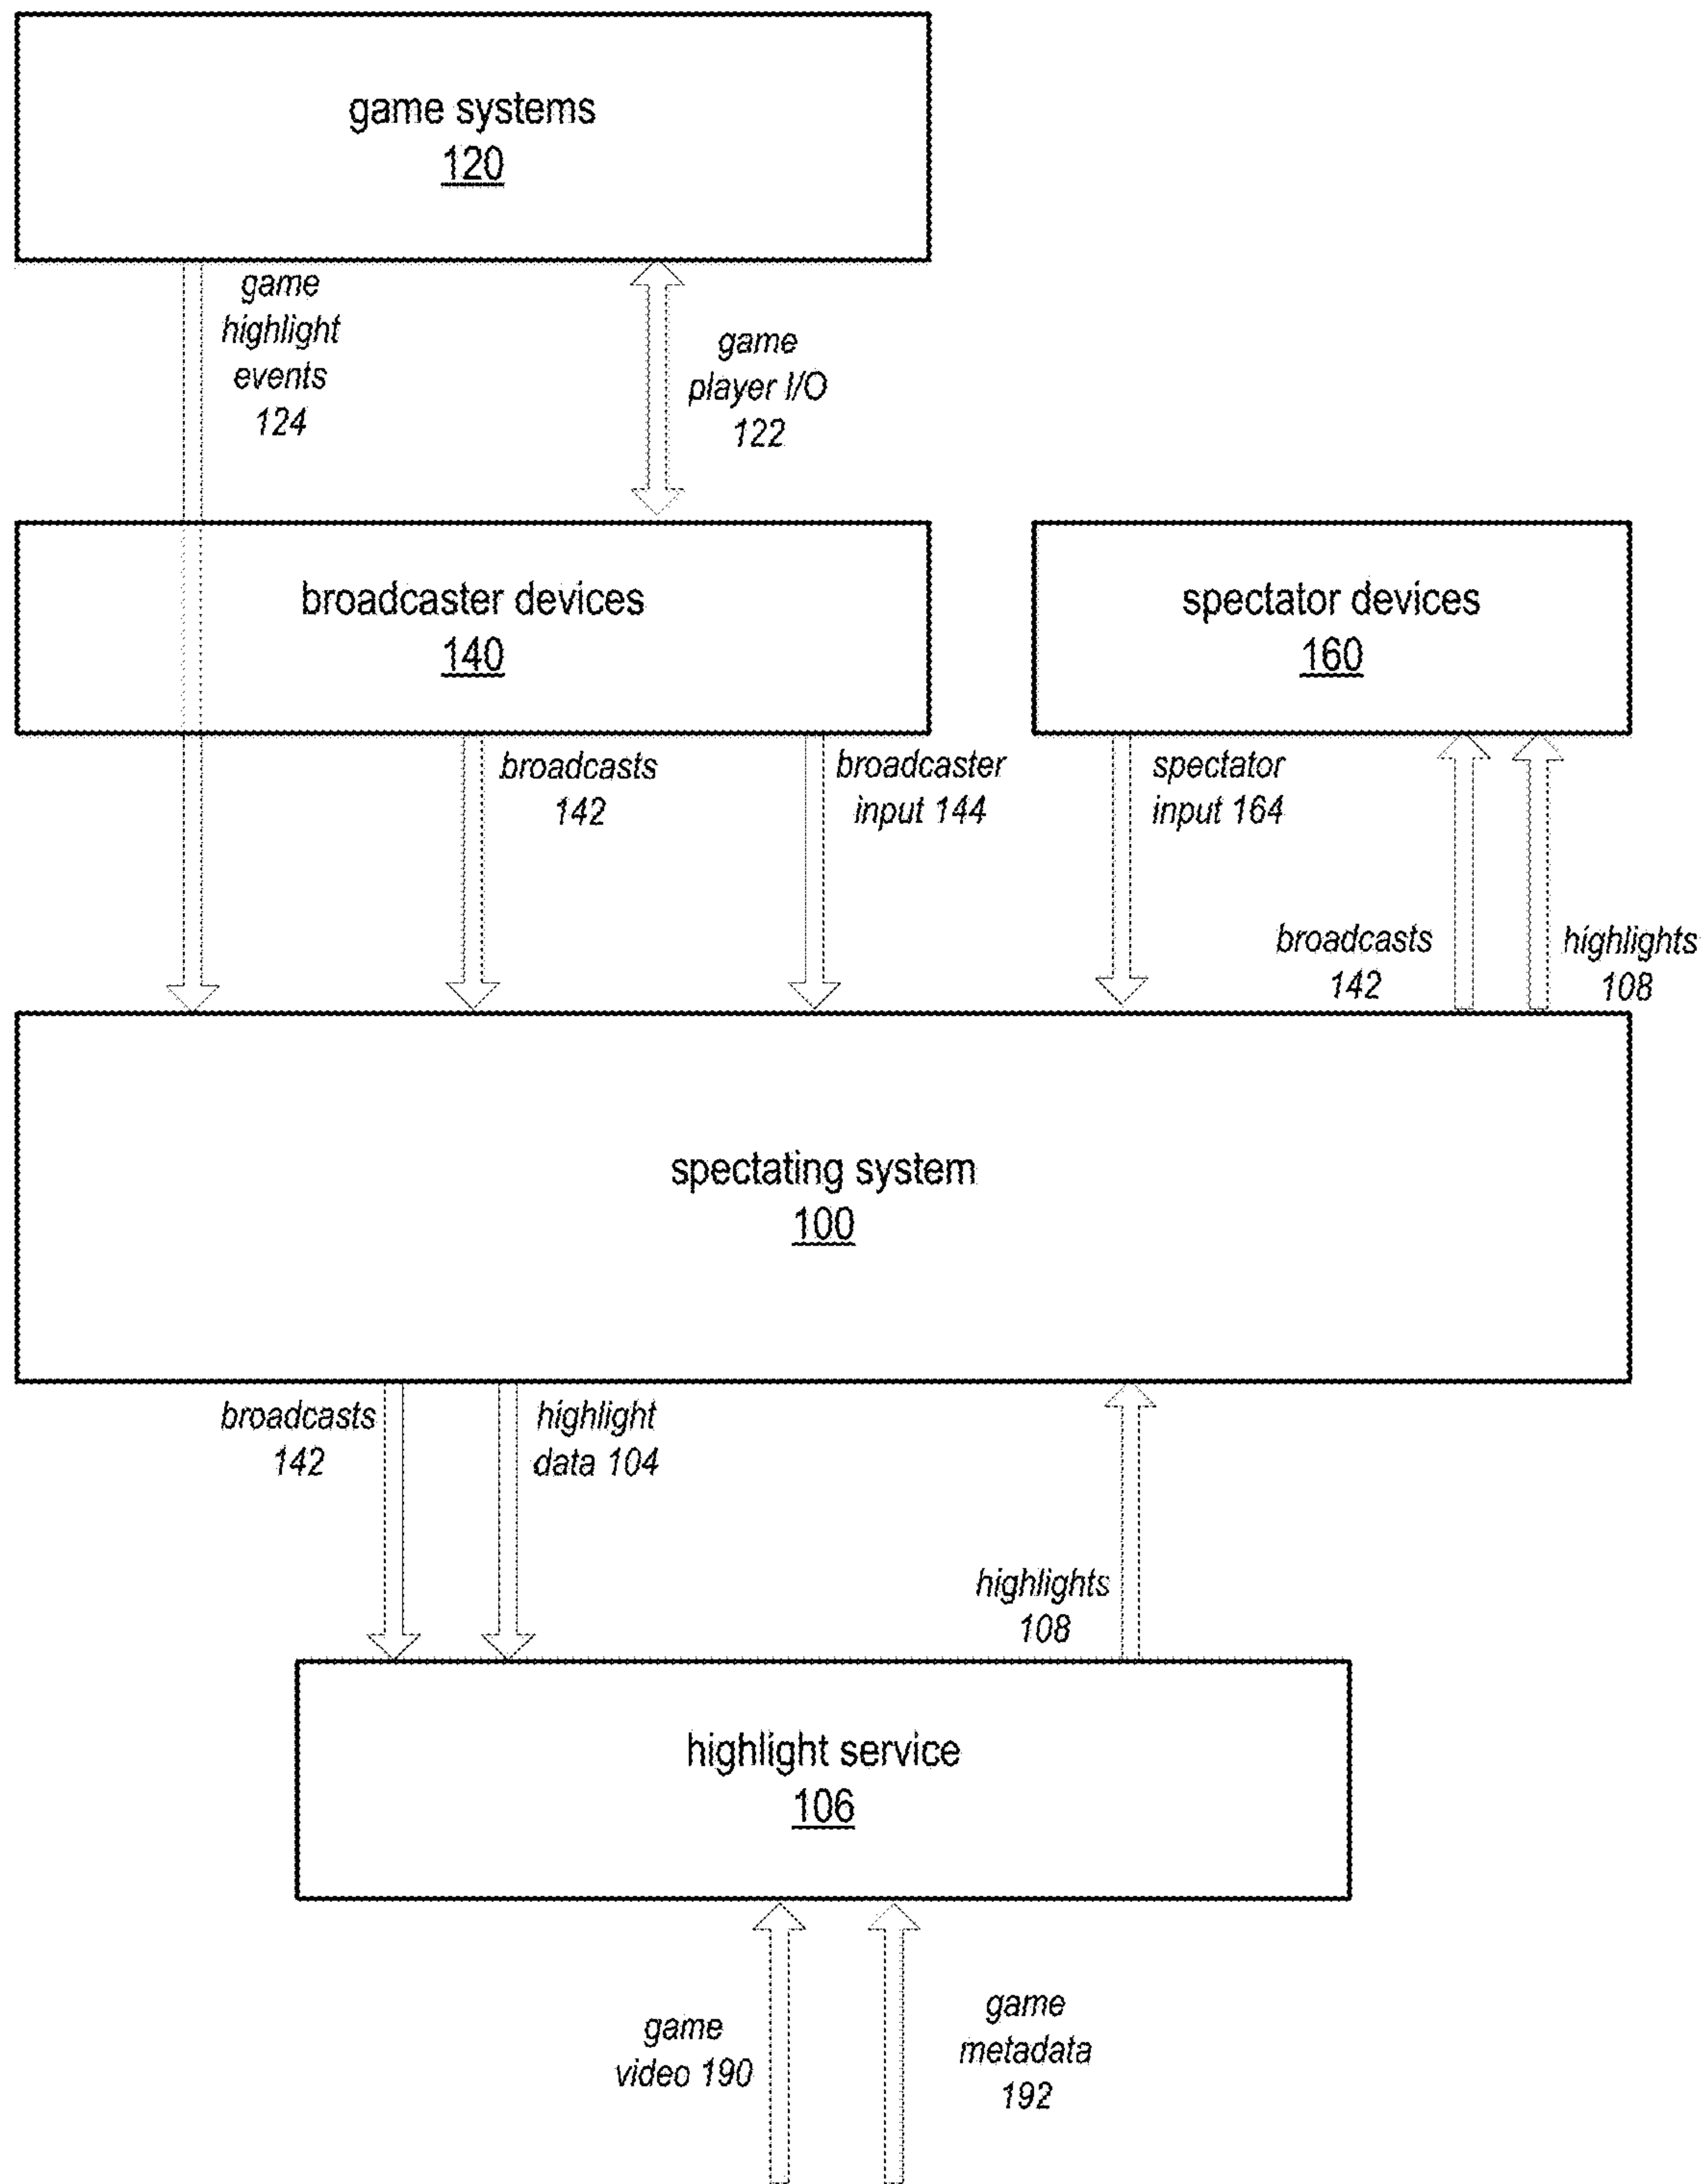 game systems
120
game
highlight
events
124
game
player I/O
122
broadcaster devices
140
spectator devices
160
broadcasts
142
broadcaster
input 144
spectator
input 164
broadcasts
142
highlights
108
spectating system
100
broadcasts
142
highlight
data 104
highlights
108
highlight service
106
game
video 190
game
metadata
192